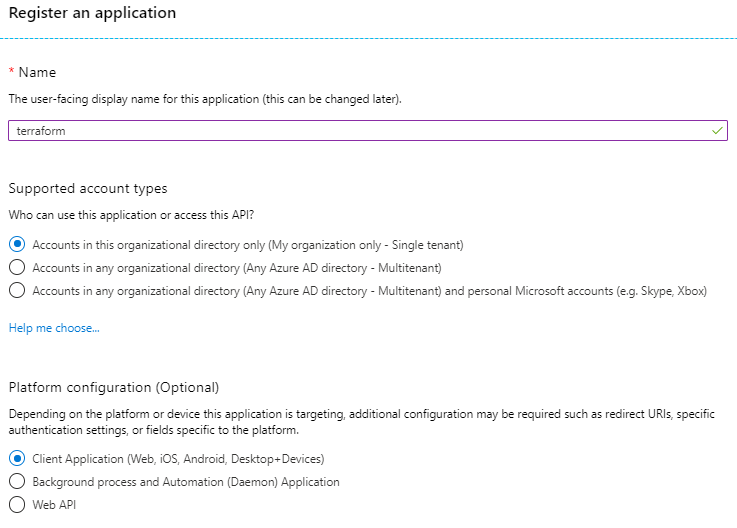 Register an application
* Name
The user-facing display name for this application (this can be changed later).
terraform
Supported account types
Who can use this application or access this API?
Accounts in this organizational directory only (My organization only - Single tenant)
Accounts in any organizational directory (Any Azure AD directory - Multitenant)
Accounts in any organizational directory (Any Azure AD directory - Multitenant) and personal Microsoft accounts (e.g. Skype, Xbox)
Help me choose...
Platform configuration (Optional)
Depending on the platform or device this application is targeting, additional configuration may be required such as redirect URIs, specific
authentication settings, or fields specific to the platform.
Client Application (Web, iOS, Android, Desktop+Devices)
Background process and Automation (Daemon) Application
Web API